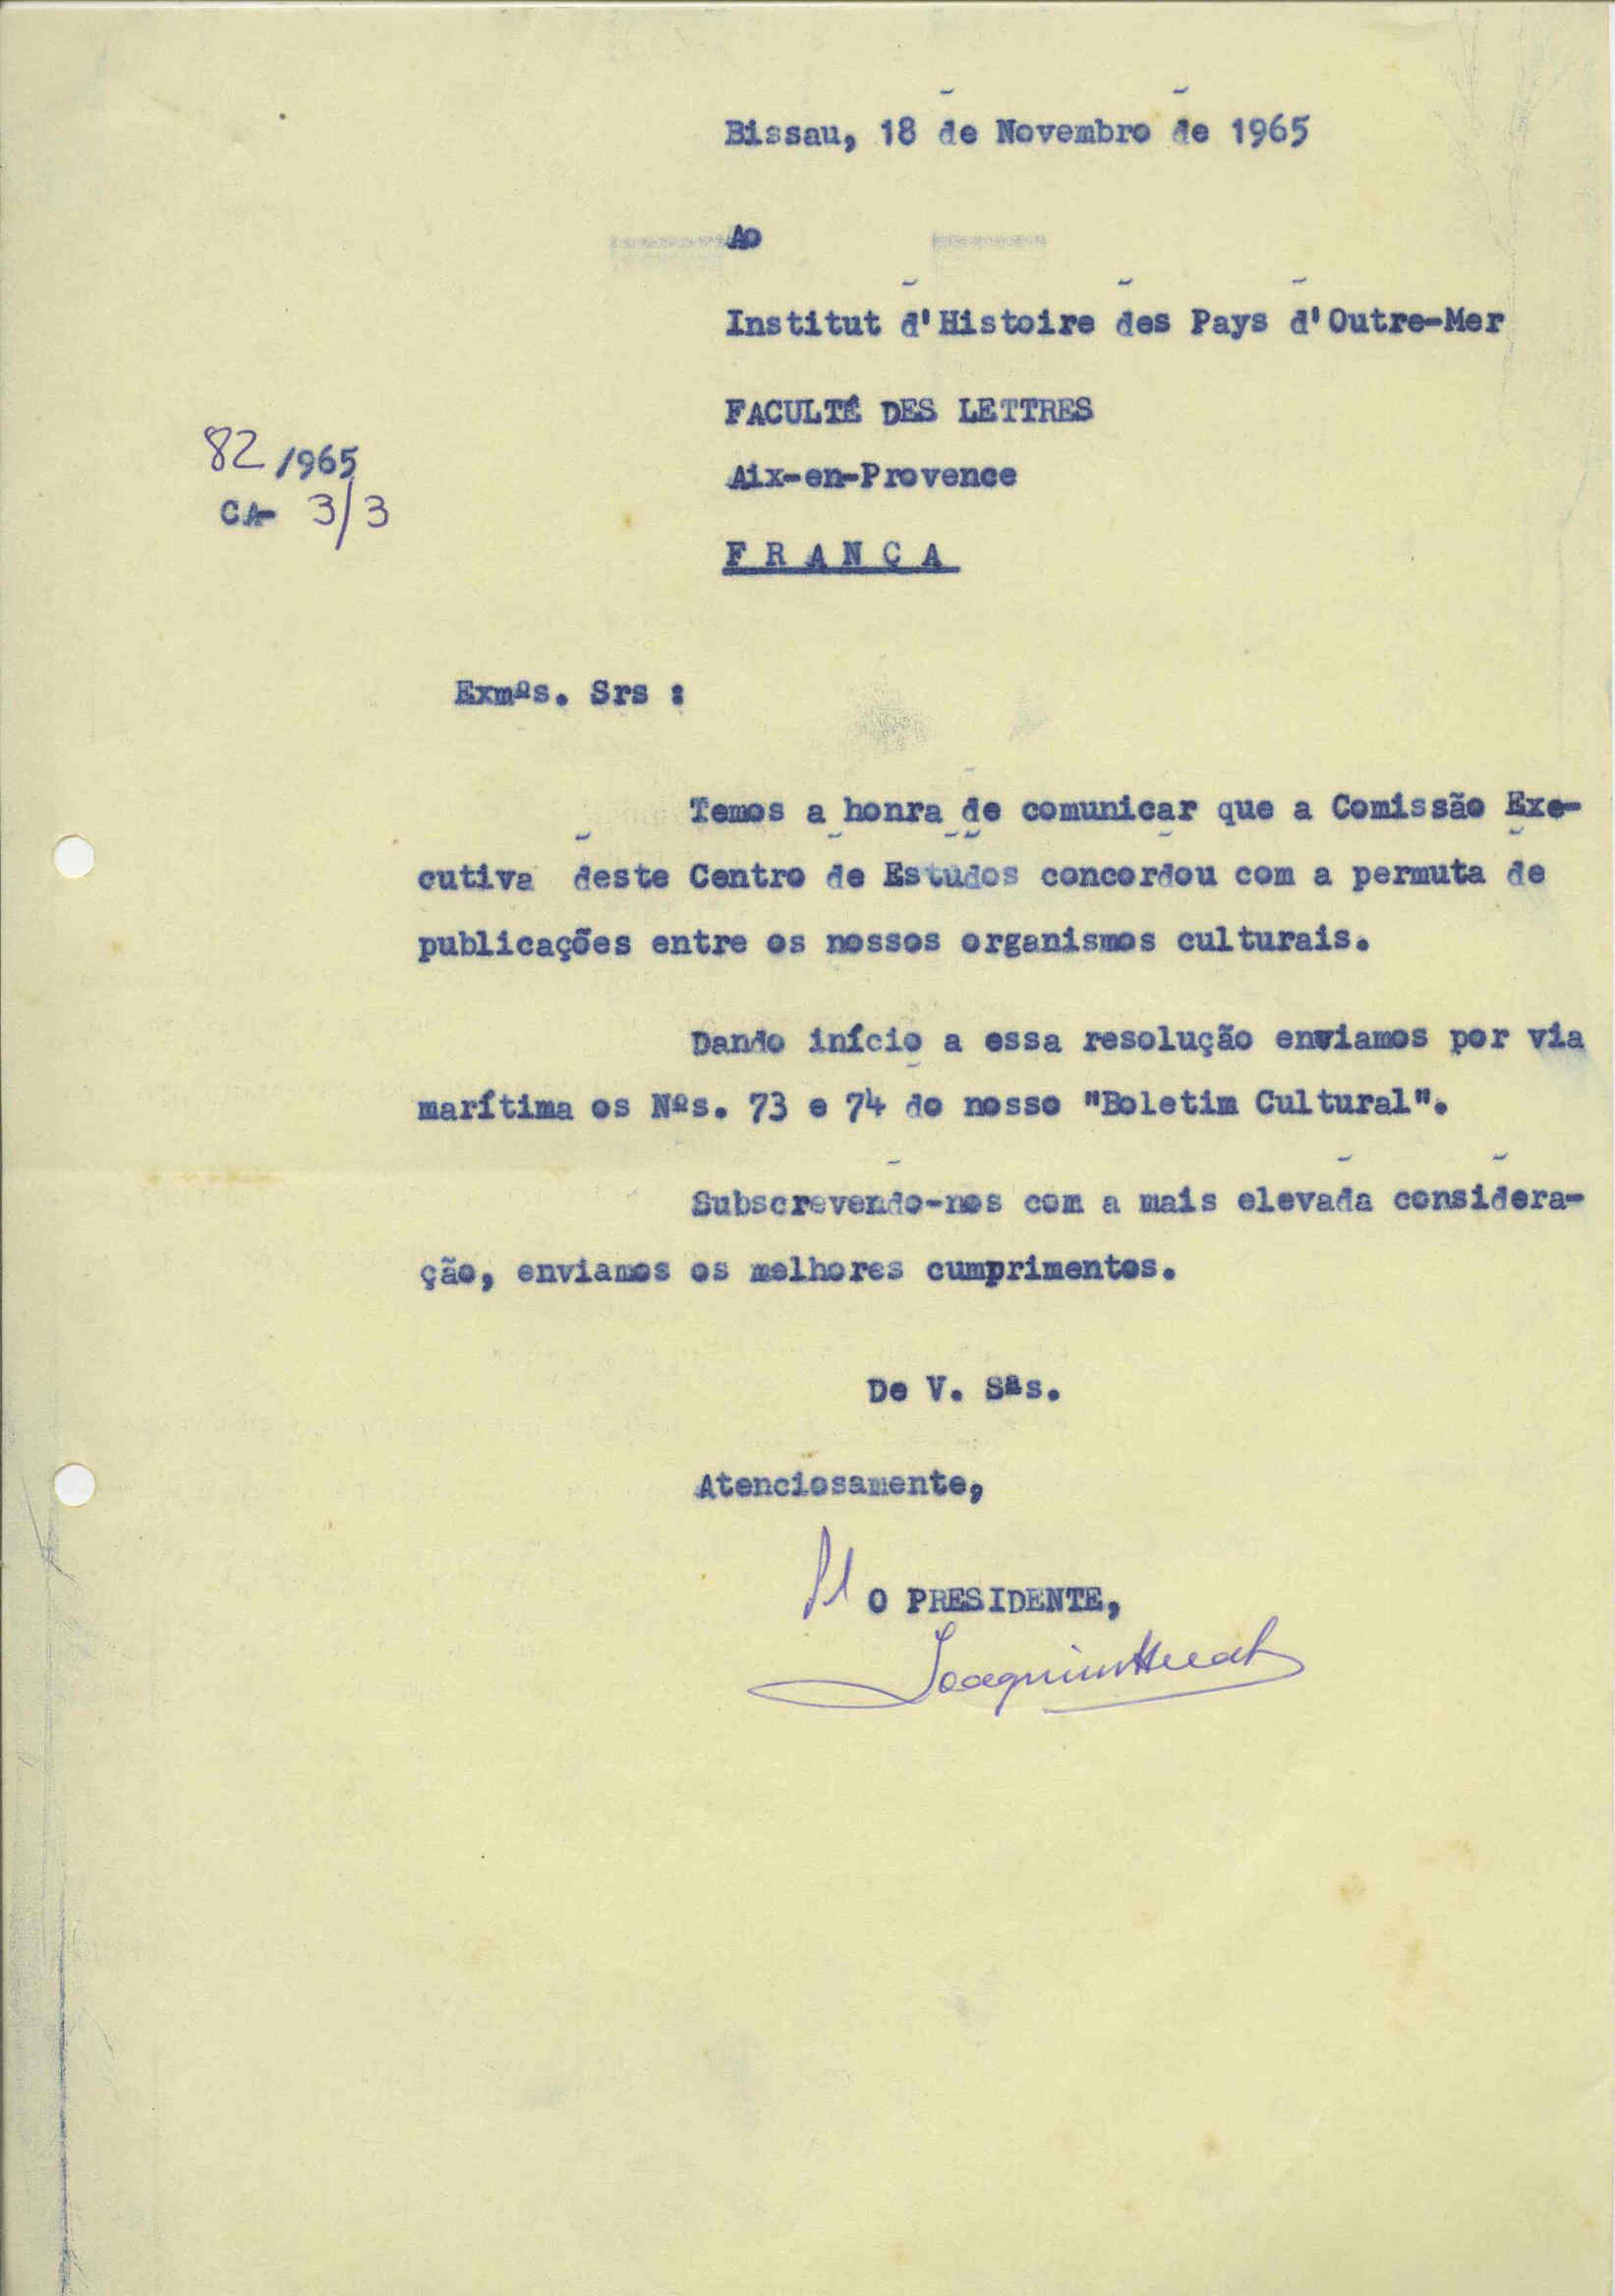 Bissau, 18 de Novembro de 1965
Ao
Institut d'Histoire des Pays d'Outre-Mer
FACULTÉ DES LETTRES
82/965
Aix-en-Provence
CA- 3/3
FRANÇA
Exmºs. Srs :
Temos a honra de comunicar que a Comissão Exe-
cutiva deste Centro de Estudos concordou com a permuta de
publicações entre os nossos organismos culturais.
Dando início a essa resolução enviamos por via
marítima os Nºs. 73 e 74 do nosso "Boletim Cultural".
Subscrevendo-nos com a mais elevada considera-
ção, enviamos os melhores cumprimentos.
De V. Sªs.
Atenciosamente,
O PRESIDENTE,